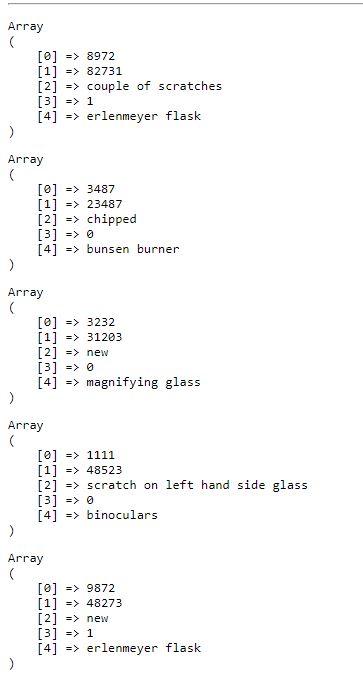 Array
(
[0] => 8972
[1] => 82731
[2] => couple of scratches
[3] => 1
[4] => erlenmeyer flask
)
Array
(
[0] => 3487
[1] => 23487
[2] => chipped
[3] => 0
[4] => bunsen burner
)
Array
(
[0] => 3232
[1] => 31203
[2] => new
[3] => 0
[4] => magnifying glass
)
Array
(
[0] => 1111
[1] => 48523
[2] => scratch on left hand side glass
[3] => 0
[4] => binoculars
)
Array
(
[0] => 9872
[1] => 48273
[2] => new
[3] => 1
[4] => erlenmeyer flask
)